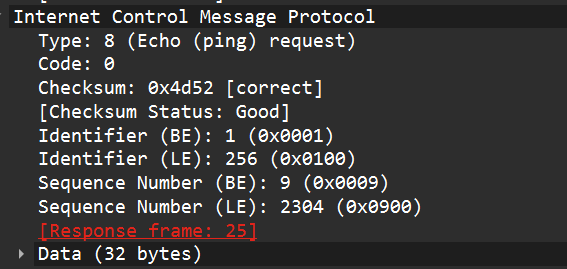 Internet Control Message Protocol
Type: 8 (Echo (ping) request)
Code: 0
Checksum: 0x4d52 [correct]
[Checksum Status: Good]
Identifier (BE): 1 (0x0001)
Identifier (LE): 256 (0x0100)
Sequence Number (BE): 9 (0x0009)
Sequence Number (LE): 2304 (0x0900)
[Response frame: 25]
Data (32 bytes)